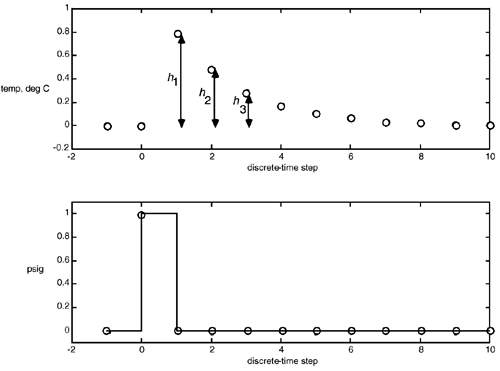 1
0.8
0.6
temp, deg C
0.4
0.2
0
-0.2
h1
h2
h3
-2 0 2 4 6 8 10
discrete-time step
1
0.8
0.6
psig
0.4
0.2
0
-2 0 2 4 6 8 10
discrete-time step